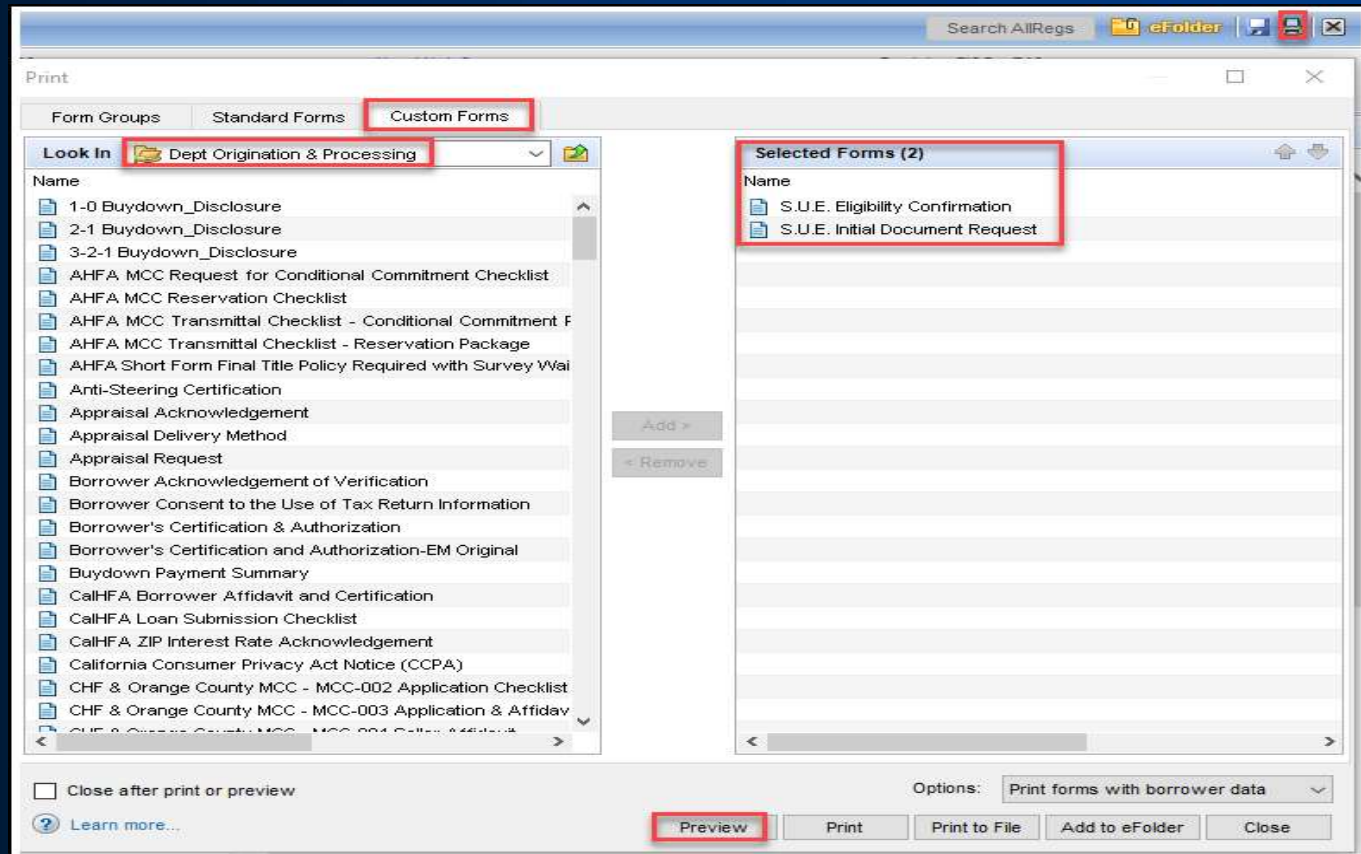 Search AllRegs eFolder
Print
Form Groups Standard Forms Custom Forms
Look In Dept Origination & Processing
Name
1-0 Buydown_Disclosure
2-1 Buydown_Disclosure
3-2-1 Buydown_Disclosure
AHFA MCC Request for Conditional Commitment Checklist
AHFA MCC Reservation Checklist
AHFA MCC Transmittal Checklist - Conditional Commitment F
AHFA MCC Transmittal Checklist - Reservation Package
AHFA Short Form Final Title Policy Required with Survey Wai
Anti-Steering Certification
Appraisal Acknowledgement
Appraisal Delivery Method
Appraisal Request
Borrower Acknowledgement of Verification
Borrower Consent to the Use of Tax Return Information
Borrower's Certification & Authorization
Borrower's Certification and Authorization-EM Original
Buydown Payment Summary
CalHFA Borrower Affidavit and Certification
CalHFA Loan Submission Checklist
CalHFA ZIP Interest Rate Acknowledgement
California Consumer Privacy Act Notice (CCPA)
CHF & Orange County MCC - MCC-002 Application Checklist
CHF & Orange County MCC - MCC-003 Application & Affidav
Add >
< Remove
Selected Forms (2)
Name
S.U.E. Eligibility Confirmation
S.U.E. Initial Document Request
Close after print or preview
Options: Print forms with borrower data
Learn more...
Preview Print Print to File Add to eFolder Close